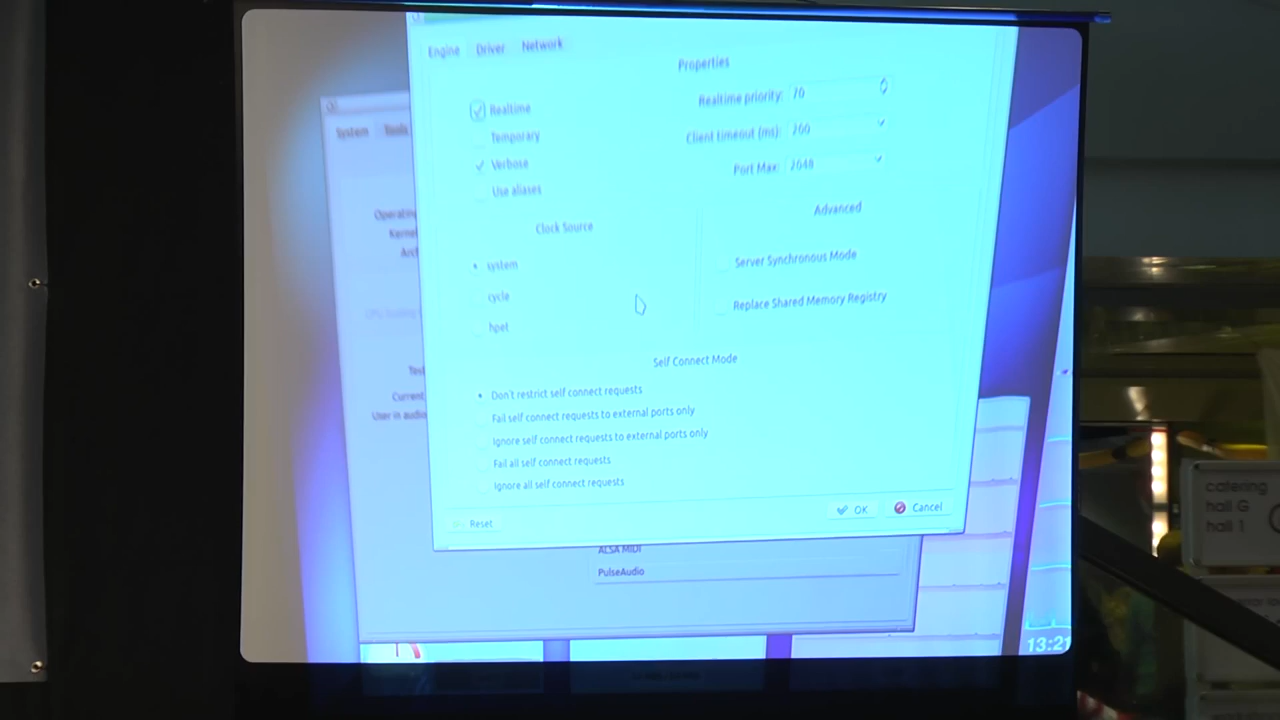 Engine Driver Network
Properties
Realtime
Temporary
Verbose
Use aliases
Realtime priority: 70
Client timeout (ms): 200
Port Max: 2048
Clock Source
system
cycle
hpet
Advanced
Server Synchronous Mode
Replace Shared Memory Registry
Self Connect Mode
Don't restrict self connect requests
Fail self connect requests to external ports only
Ignore self connect requests to external ports only
Fail all self connect requests
Ignore all self connect requests
Reset
OK
Cancel
System Tools
Current
User in audio
ALSA MIDI
PulseAudio
13:21
catering
hall G
hall 1